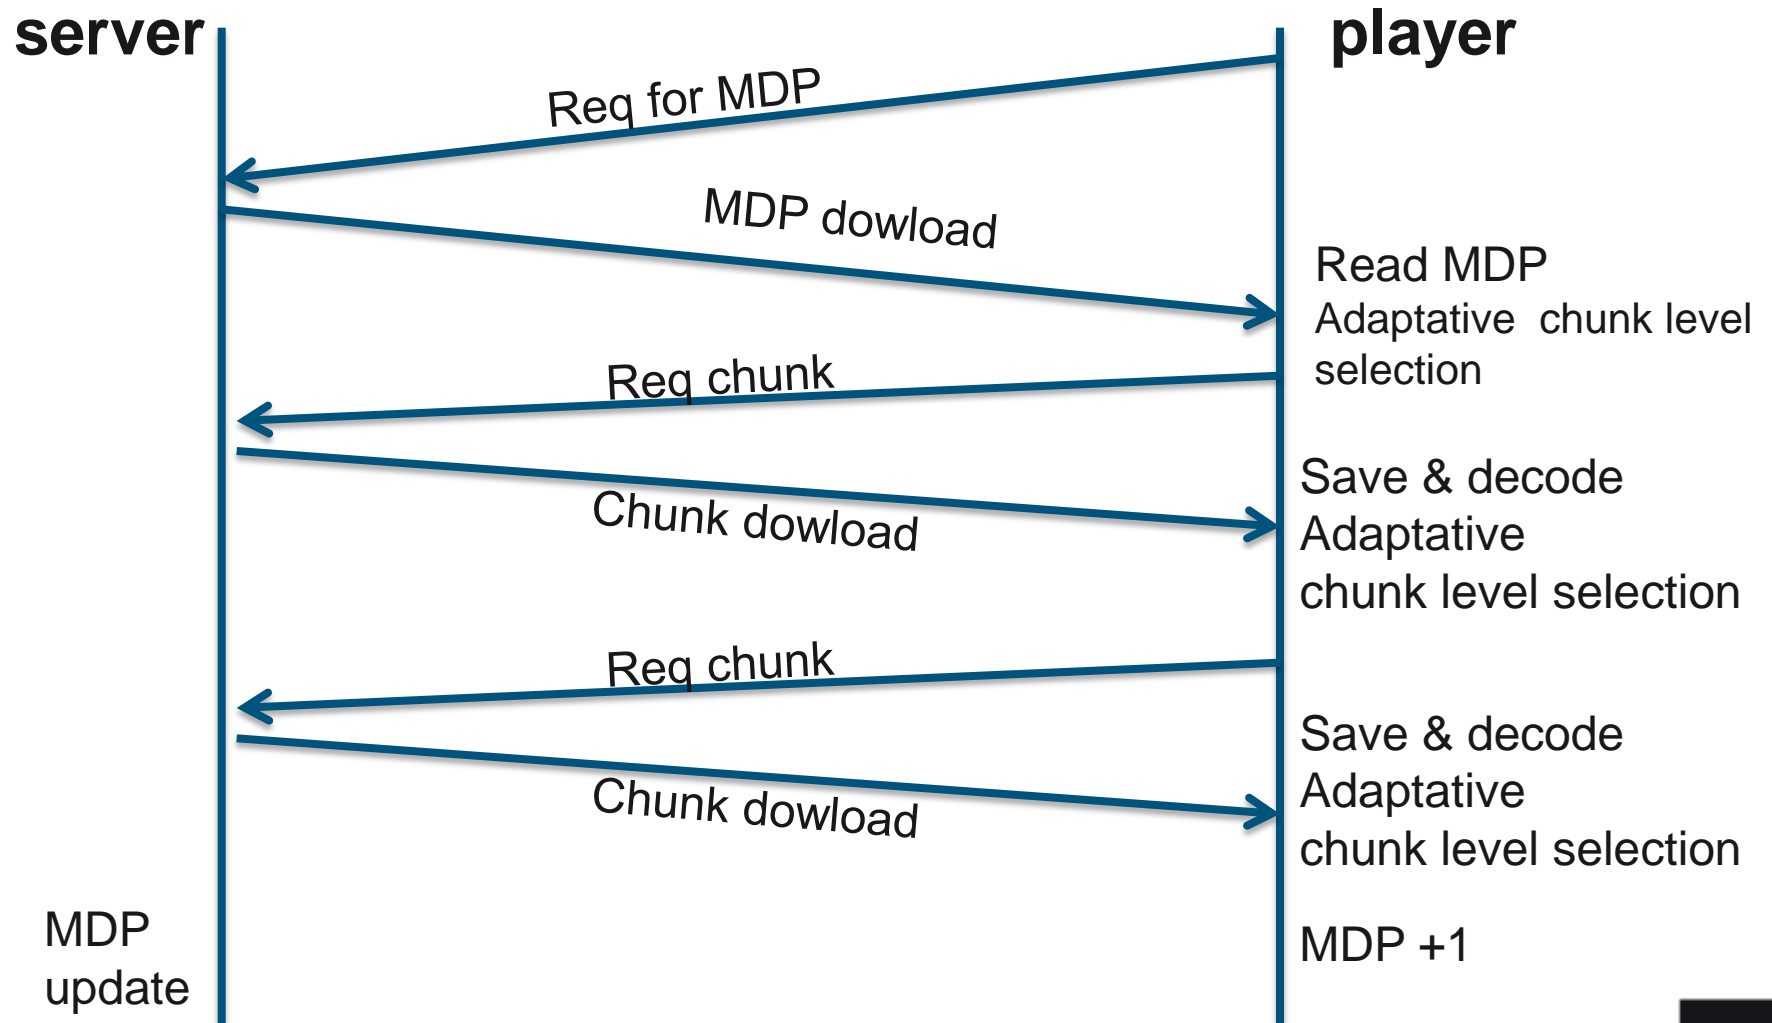 server
player
Req for MDP
MDP dowload
Read MDP
Adaptative chunk level
selection
Req chunk
Chunk dowload
Save & decode
Adaptative
chunk level selection
Req chunk
Chunk dowload
Save & decode
Adaptative
chunk level selection
MDP
update
MDP +1